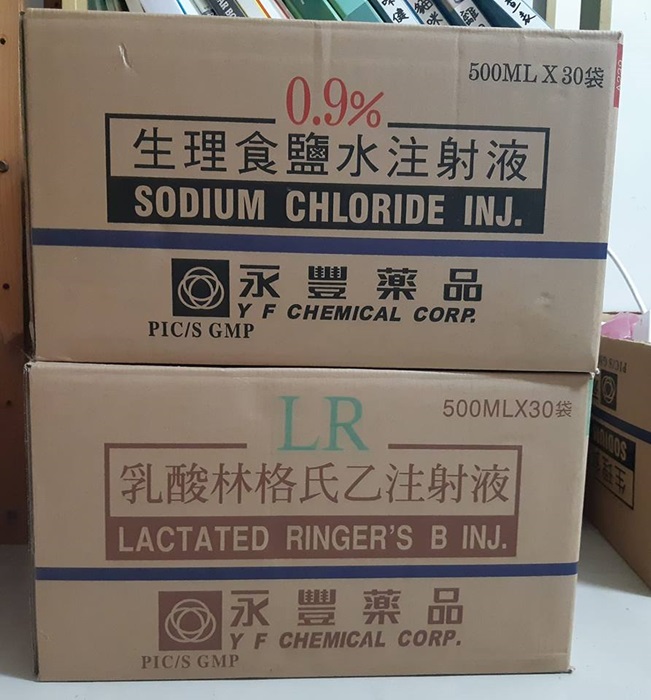 500ML X 30袋
0.9%
生理食鹽水注射液
SODIUM CHLORIDE INJ.
永豐藥品
Y F CHEMICAL CORP.
PIC/S GMP
LR
500MLX30袋
乳酸林格氏乙注射液
LACTATED RINGER'S B INJ.
永豐藥品
Y F CHEMICAL CORP.
PIC/S GMP